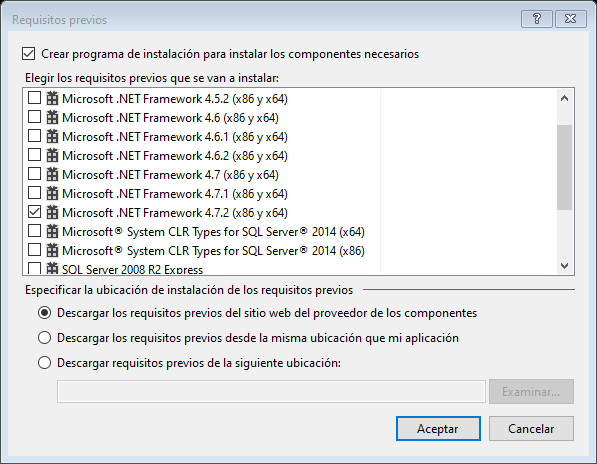 Requisitos previos
?
Crear programa de instalación para instalar los componentes necesarios
Elegir los requisitos previos que se van a instalar:
Microsoft .NET Framework 4.5.2 (x86 y x64)
Microsoft .NET Framework 4.6 (x86 y x64)
Microsoft .NET Framework 4.6.1 (x86 y x64)
Microsoft .NET Framework 4.6.2 (x86 y x64)
Microsoft .NET Framework 4.7 (x86 y x64)
Microsoft .NET Framework 4.7.1 (x86 y x64)
Microsoft .NET Framework 4.7.2 (x86 y x64)
Microsoft® System CLR Types for SQL Server® 2014 (x64)
Microsoft® System CLR Types for SQL Server® 2014 (x86)
SQL Server 2008 R2 Express
Especificar la ubicación de instalación de los requisitos previos
Descargar los requisitos previos del sitio web del proveedor de los componentes
Descargar los requisitos previos desde la misma ubicación que mi aplicación
Descargar requisitos previos de la siguiente ubicación:
Examinar...
Aceptar
Cancelar